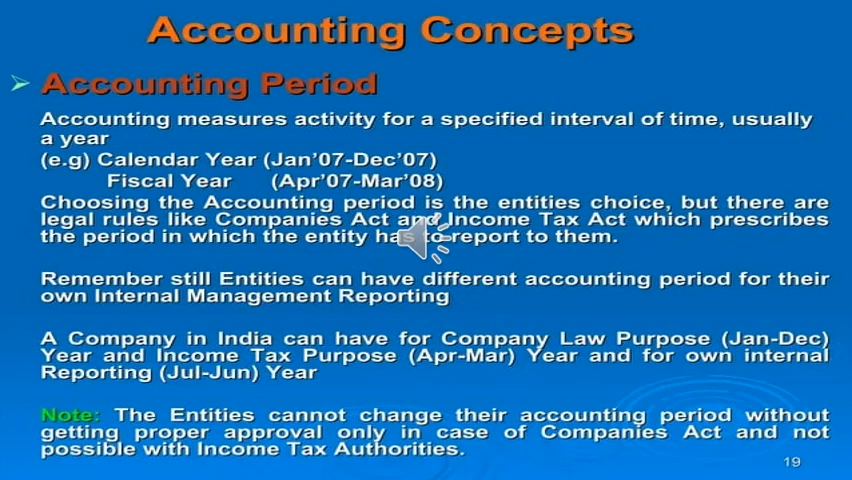 Accounting Concepts
Accounting Period
Accounting measures activity for a specified interval of time, usually
a year
(e.g) Calendar Year (Jan'07-Dec'07)
Fiscal Year (Apr'07-Mar'08)
Choosing the Accounting period is the entities choice, but there are
legal rules like Companies Act and Income Tax Act which prescribes
the period in which the entity has to report to them.
Remember still Entities can have different accounting period for their
own Internal Management Reporting
A Company in India can have for Company Law Purpose (Jan-Dec)
Year and Income Tax Purpose (Apr-Mar) Year and for own internal
Reporting (Jul-Jun) Year
Note: The Entities cannot change their accounting period without
getting proper approval only in case of Companies Act and not
possible with Income Tax Authorities.
19